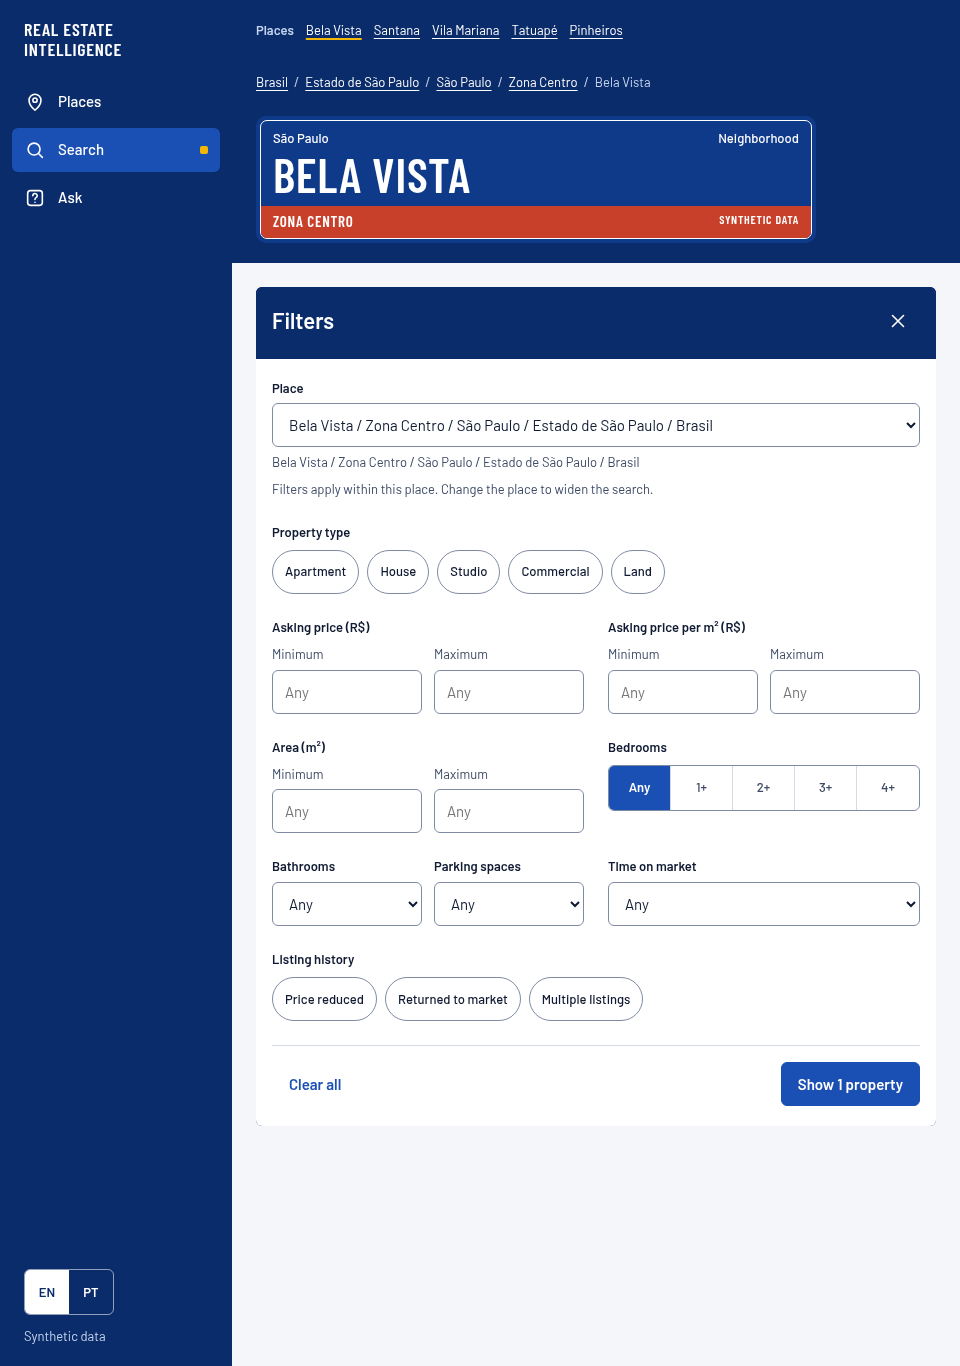 REAL ESTATE
INTELLIGENCE
Places
Search
Ask
EN PT
Synthetic data
Places Bela Vista Santana Vila Mariana Tatuapé Pinheiros
Brasil / Estado de São Paulo / São Paulo / Zona Centro / Bela Vista
São Paulo Neighborhood
BELA VISTA
ZONA CENTRO SYNTHETIC DATA
Filters
Place
Bela Vista / Zona Centro / São Paulo / Estado de São Paulo / Brasil
Bela Vista / Zona Centro / São Paulo / Estado de São Paulo / Brasil
Filters apply within this place. Change the place to widen the search.
Property type
Apartment House Studio Commercial Land
Asking price (R$) Asking price per m² (R$)
Minimum Maximum Minimum Maximum
Any Any Any Any
Area (m²) Bedrooms
Minimum Maximum
Any 1+ 2+ 3+ 4+
Any Any
Bathrooms Parking spaces Time on market
Any Any Any
Listing history
Price reduced Returned to market Multiple listings
Clear all Show 1 property